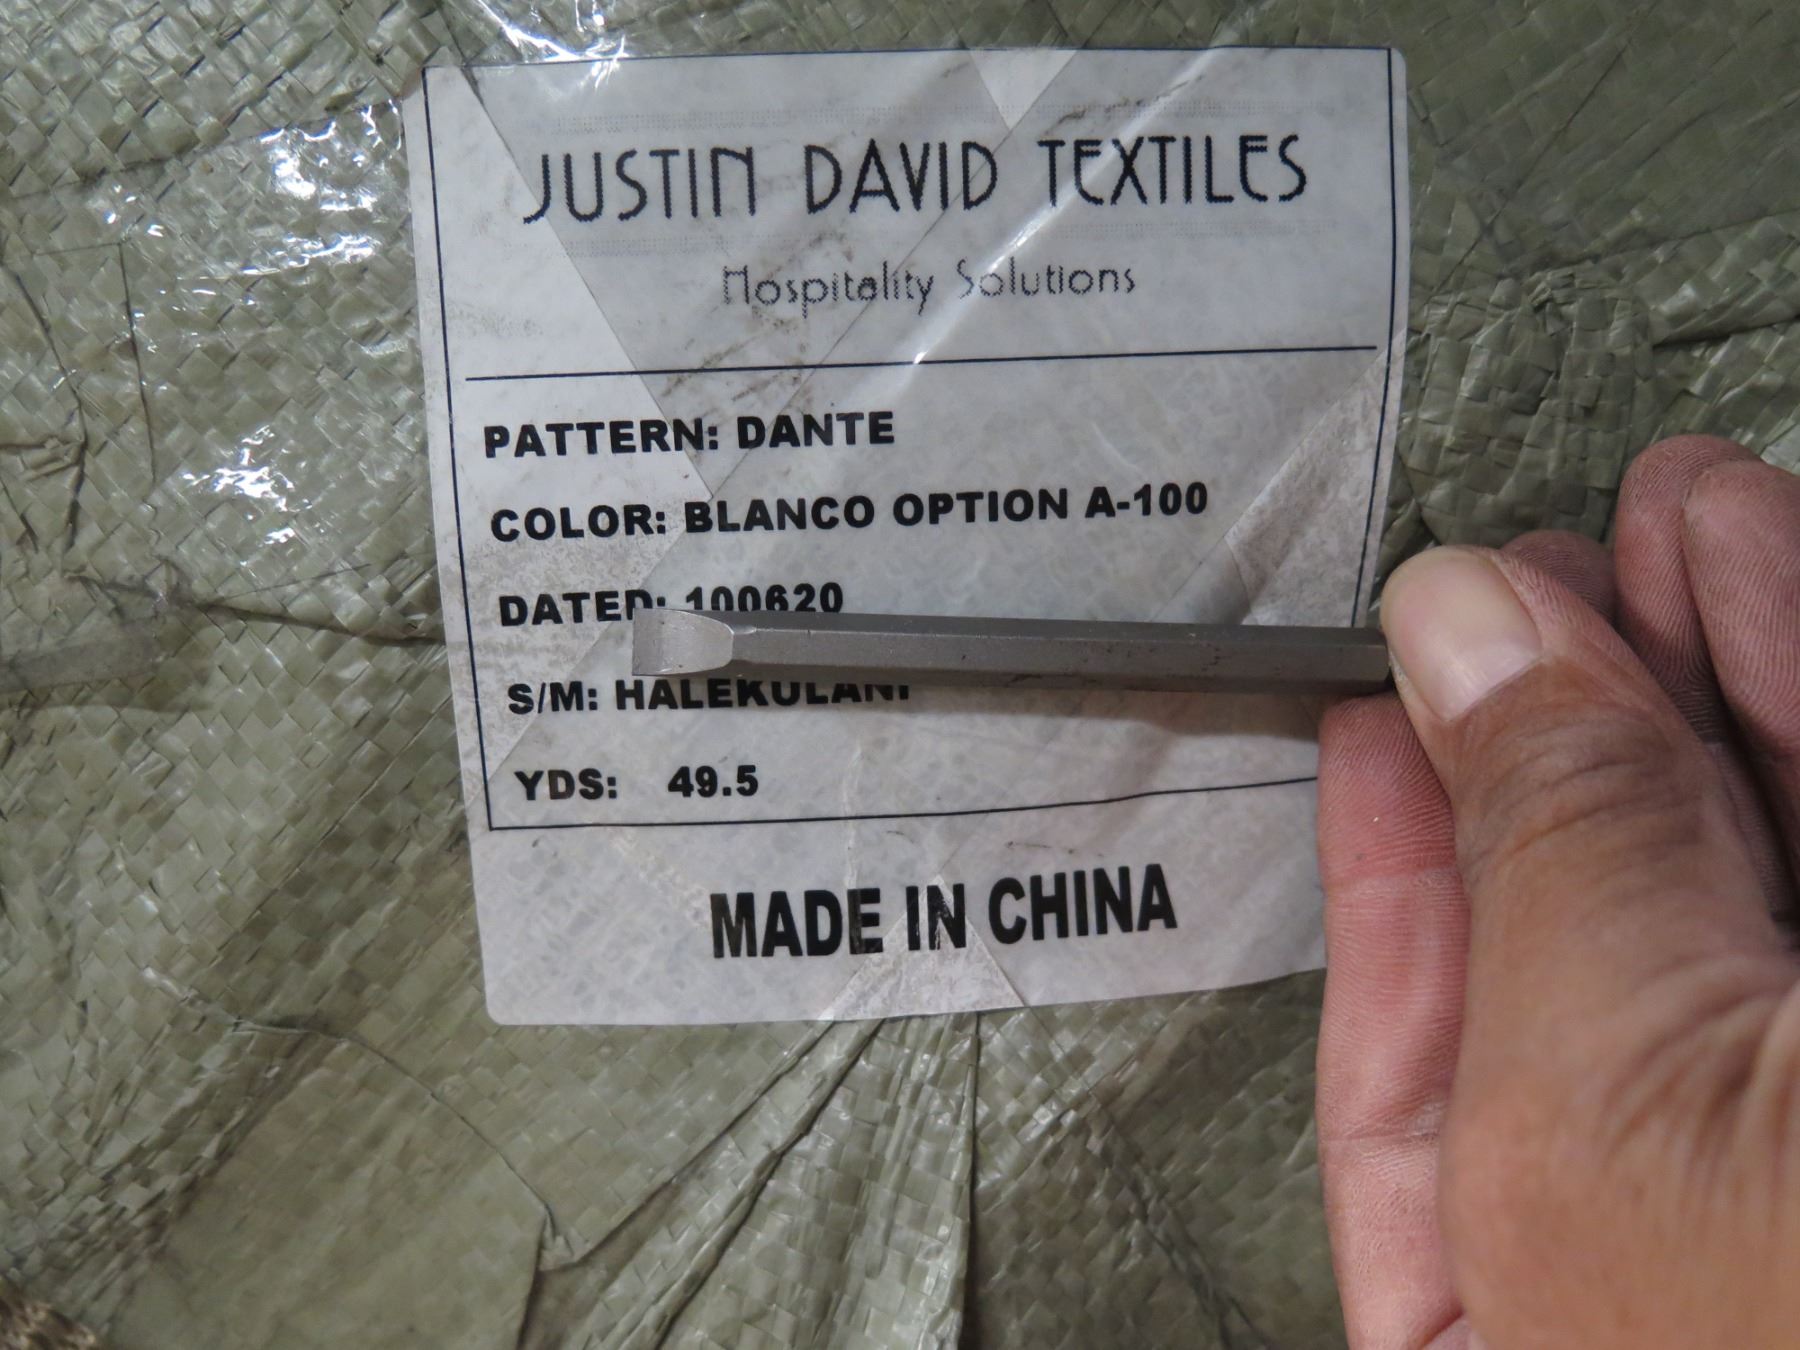 JUSTIN DAVID TEXTILES
Hospitality Solutions
PATTERN: DANTE
COLOR: BLANCO OPTION A-100
DATED: 100620
S/M: HALEKULANI
YDS: 49.5
MADE IN CHINA